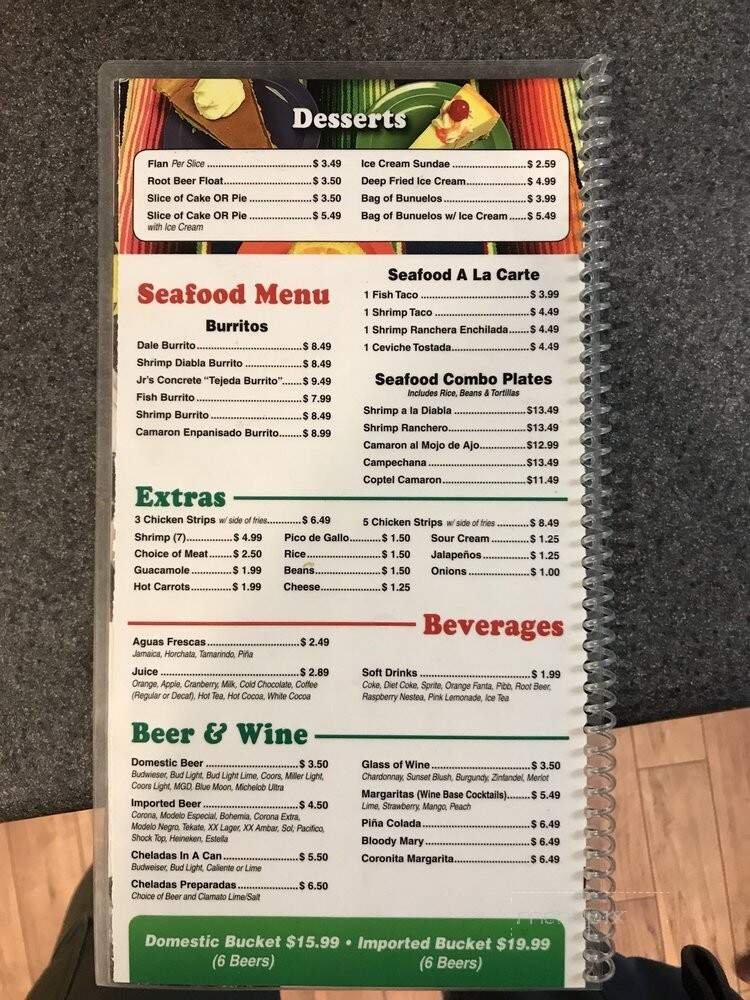 Desserts
Flan Per Slice ........ $ 3.49
Root Beer Float ........ $ 3.50
Slice of Cake OR Pie ........ $ 3.50
Slice of Cake OR Pie ........ $ 5.49
with Ice Cream
Ice Cream Sundae ........ $ 2.59
Deep Fried Ice Cream ........ $ 4.99
Bag of Bunuelos ........ $ 3.99
Bag of Bunuelos w/ Ice Cream ...... $ 5.49
Seafood Menu
Burritos
Dale Burrito ........ $ 8.49
Shrimp Diabla Burrito ........ $ 8.49
Jr's Concrete "Tejeda Burrito" ...... $ 9.49
Fish Burrito ........ $ 7.99
Shrimp Burrito ........ $ 8.49
Camaron Enpanisado Burrito ....... $ 8.99
Seafood A La Carte
1 Fish Taco ........ $ 3.99
1 Shrimp Taco ........ $ 4.49
1 Shrimp Ranchera Enchilada ...... $ 4.49
1 Ceviche Tostada ........ $ 4.49
Seafood Combo Plates
Includes Rice, Beans & Tortillas
Shrimp a la Diabla ........ $13.49
Shrimp Ranchero ........ $13.49
Camaron al Mojo de Ajo ........ $12.99
Campechana ........ $13.49
Coptel Camaron ........ $11.49
Extras
3 Chicken Strips w/ side of fries ........ $ 6.49
5 Chicken Strips w/ side of fries ........ $ 8.49
Shrimp (7) ........ $ 4.99
Choice of Meat ....... $ 2.50
Guacamole ........ $ 1.99
Hot Carrots ........ $ 1.99
Pico de Gallo ........ $ 1.50
Rice ........ $ 1.50
Beans ........ $ 1.50
Cheese ........ $ 1.25
Sour Cream ........ $ 1.25
Jalapeños ........ $ 1.25
Onions ........ $ 1.00
Beverages
Aguas Frescas ........ $ 2.49
Jamaica, Horchata, Tamarindo, Piña
Juice ........ $ 2.89
Orange, Apple, Cranberry, Milk, Cold Chocolate, Coffee
(Regular or Decaf), Hot Tea, Hot Cocoa, White Cocoa
Soft Drinks ........ $ 1.99
Coke, Diet Coke, Sprite, Orange Fanta, Pibb, Root Beer,
Raspberry Nestea, Pink Lemonade, Ice Tea
Beer & Wine
Domestic Beer ........ $ 3.50
Budwieser, Bud Light, Bud Light Lime, Coors, Miller Light,
Coors Light, MGD, Blue Moon, Michelob Ultra
Imported Beer ........ $ 4.50
Corona, Modelo Especial, Bohemia, Corona Extra,
Modelo Negro, Tekate, XX Lager, XX Ambar, Sol, Pacifico,
Shock Top, Heineken, Estella
Cheladas In A Can ........ $ 5.50
Budweiser, Bud Light, Caliente or Lime
Cheladas Preparadas ........ $ 6.50
Choice of Beer and Clamato Lime/Salt
Glass of Wine ........ $ 3.50
Chardonnay, Sunset Blush, Burgundy, Zinfandel, Merlot
Margaritas (Wine Base Cocktails) ....... $ 5.49
Lime, Strawberry, Mango, Peach
Piña Colada ........ $ 6.49
Bloody Mary ........ $ 6.49
Coronita Margarita ........ $ 6.49
Domestic Bucket $15.99 • Imported Bucket $19.99
(6 Beers) (6 Beers)